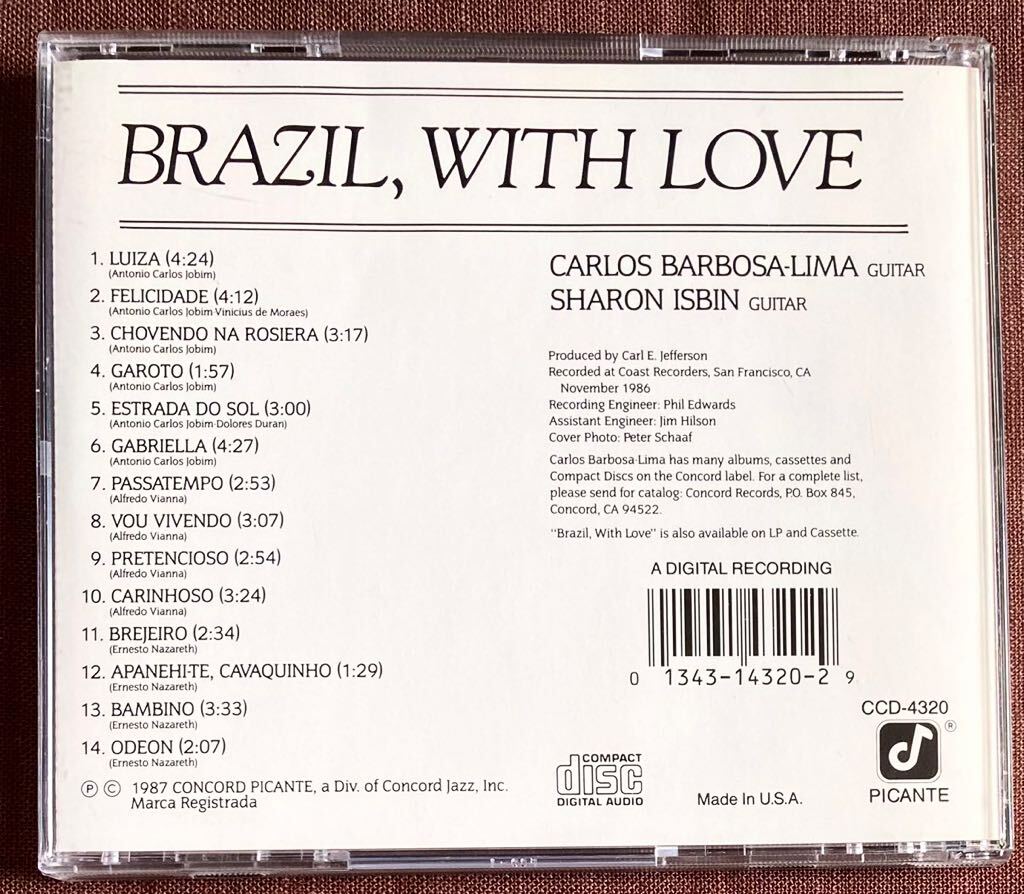 BRAZIL, WITH LOVE
1. LUIZA (4:24)
(Antonio Carlos Jobim)
2. FELICIDADE (4:12)
(Antonio Carlos Jobim-Vinicius de Moraes)
3. CHOVENDO NA ROSIERA (3:17)
(Antonio Carlos Jobim)
4. GAROTO (1:57)
(Antonio Carlos Jobim)
5. ESTRADA DO SOL (3:00)
(Antonio Carlos Jobim-Dolores Duran)
6. GABRIELLA (4:27)
(Antonio Carlos Jobim)
7. PASSATEMPO (2:53)
(Alfredo Vianna)
8. VOU VIVENDO (3:07)
(Alfredo Vianna)
9. PRETENCIOSO (2:54)
(Alfredo Vianna)
10. CARINHOSO (3:24)
(Alfredo Vianna)
11. BREJEIRO (2:34)
(Ernesto Nazareth)
12. APANEHI-TE, CAVAQUINHO (1:29)
(Ernesto Nazareth)
13. BAMBINO (3:33)
(Ernesto Nazareth)
14. ODEON (2:07)
(Ernesto Nazareth)
Ⓟ © 1987 CONCORD PICANTE, a Div. of Concord Jazz, Inc.
Marca Registrada
CARLOS BARBOSA-LIMA GUITAR
SHARON ISBIN GUITAR
Produced by Carl E. Jefferson
Recorded at Coast Recorders, San Francisco, CA
November 1986
Recording Engineer: Phil Edwards
Assistant Engineer: Jim Hilson
Cover Photo: Peter Schaaf
Carlos Barbosa-Lima has many albums, cassettes and
Compact Discs on the Concord label. For a complete list,
please send for catalog: Concord Records, P.O. Box 845,
Concord, CA 94522.
"Brazil, With Love" is also available on LP and Cassette.
A DIGITAL RECORDING
0 1343-14320-2 9
CCD-4320
®
PICANTE
COMPACT
disc
DIGITAL AUDIO
Made in U.S.A.